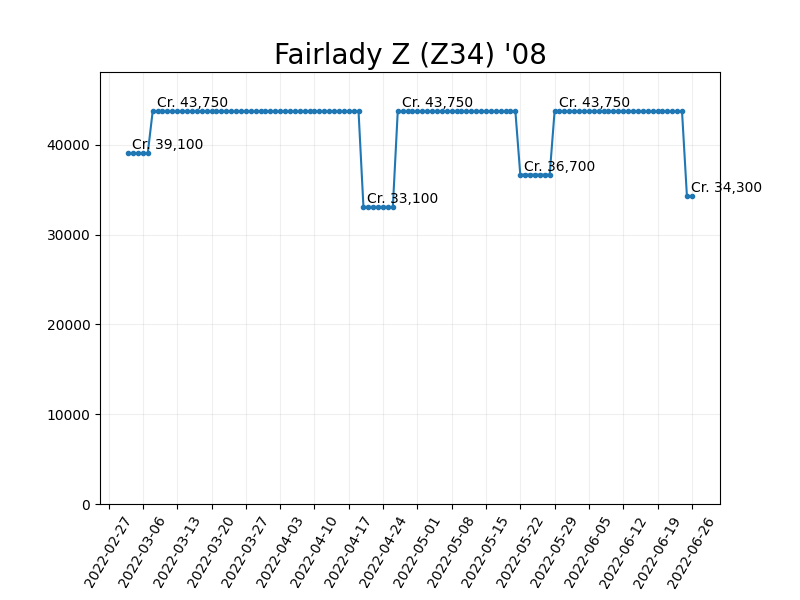 Fairlady Z (Z34) '08
Cr. 43,750
Cr. 43,750
Cr. 43,750
Cr. 39,100
Cr. 36,700
Cr. 33,100
Cr. 34,300
40000
30000
20000
10000
0
2022-02-27
2022-03-06
2022-03-13
2022-03-20
2022-03-27
2022-04-03
2022-04-10
2022-04-17
2022-04-24
2022-05-01
2022-05-08
2022-05-15
2022-05-22
2022-05-29
2022-06-05
2022-06-12
2022-06-19
2022-06-26